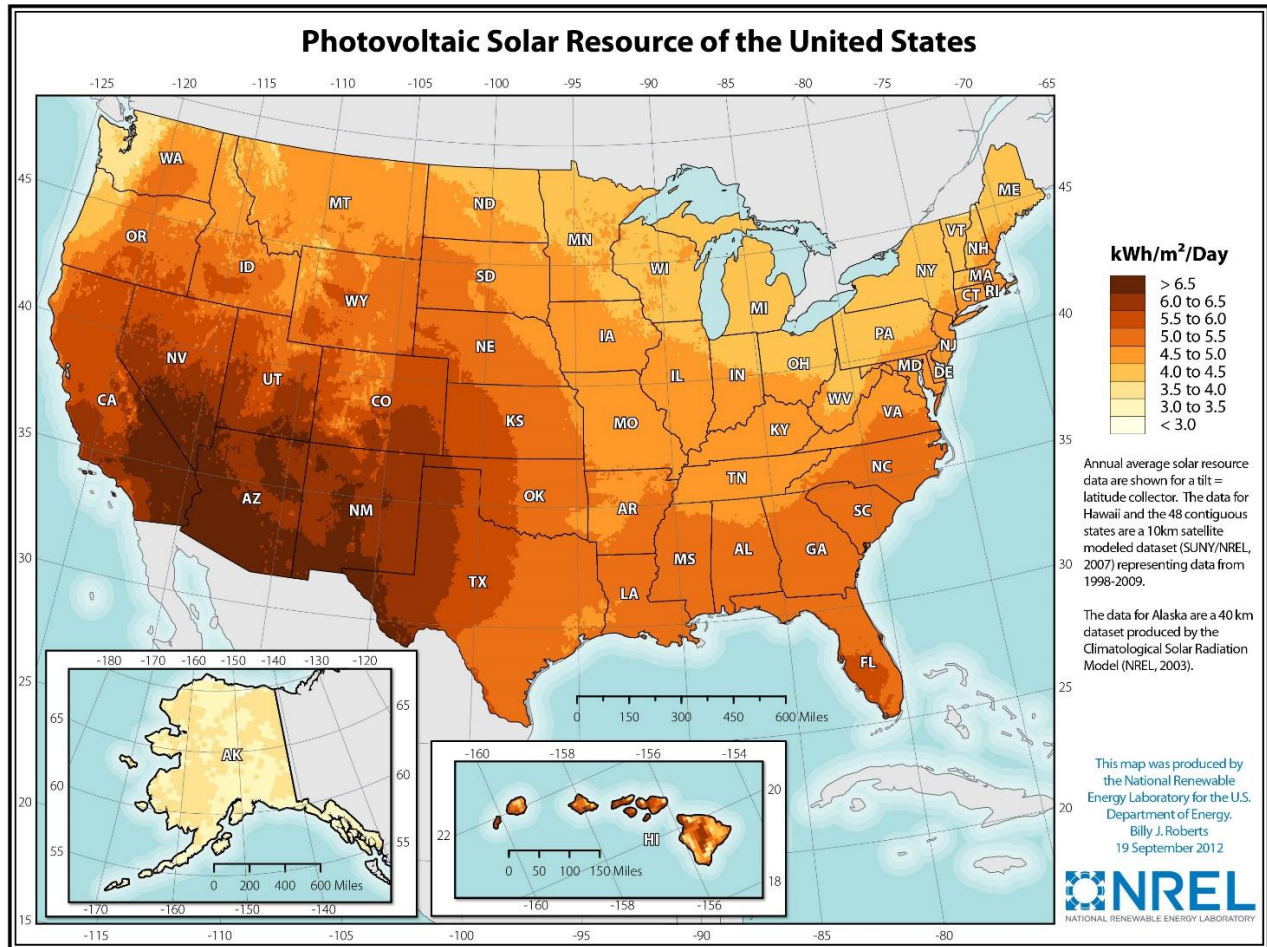 Photovoltaic Solar Resource of the United States
-125 -120 -115 -110 -105 -100 -95 -90 -85 -80 -75 -70 -65
45
40
35
30
25
20
15
45
40
35
30
25
20
-115 -110 -105 -100 -95 -90 -85 -80
WA
MT
ND
MN
ME
OR
ID
WY
SD
WI
MI
NY
VT
NH
MA
CT
RI
NE
IA
PA
NJ
NV
UT
CO
KS
MO
IL
IN
OH
WV
MD
DE
VA
KY
CA
AZ
NM
OK
AR
TN
NC
SC
TX
LA
MS
AL
GA
FL
0 150 300 450 600 Miles
-180 -170 -160 -150 -140 -130 -120
65
60
55
65
60
55
AK
0 200 400 600 Miles
-170 -160 -150 -140
-160 -158 -156 -154
22
20
18
HI
0 50 100 150 Miles
-160 -158 -156
kWh/m²/Day
> 6.5
6.0 to 6.5
5.5 to 6.0
5.0 to 5.5
4.5 to 5.0
4.0 to 4.5
3.5 to 4.0
3.0 to 3.5
< 3.0
Annual average solar resource
data are shown for a tilt =
latitude collector. The data for
Hawaii and the 48 contiguous
states are a 10km satellite
modeled dataset (SUNY/NREL,
2007) representing data from
1998-2009.
The data for Alaska are a 40 km
dataset produced by the
Climatological Solar Radiation
Model (NREL, 2003).
This map was produced by
the National Renewable
Energy Laboratory for the U.S.
Department of Energy.
Billy J. Roberts
19 September 2012
NREL
NATIONAL RENEWABLE ENERGY LABORATORY